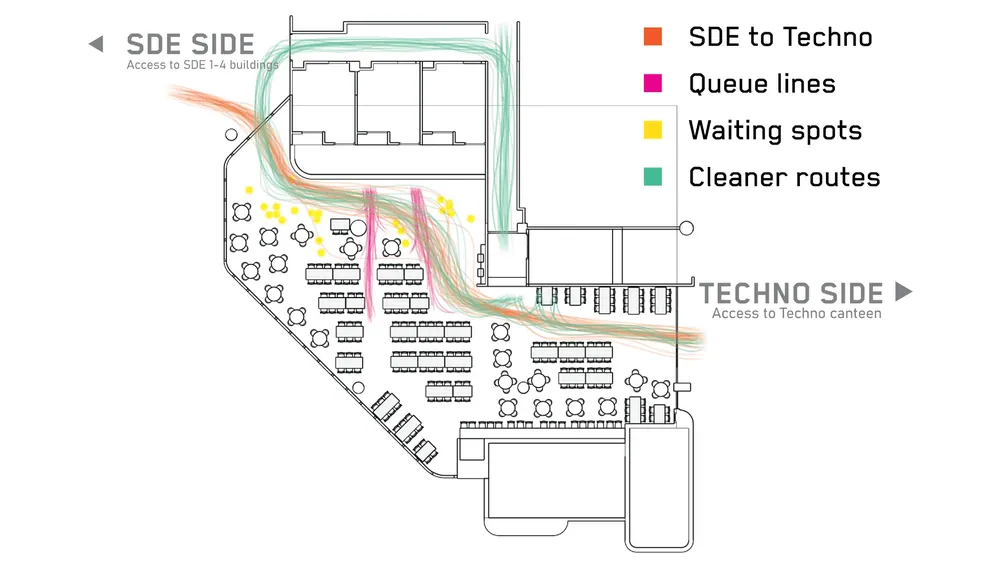 SDE SIDE
Access to SDE 1-4 buildings
SDE to Techno
Queue lines
Waiting spots
Cleaner routes
TECHNO SIDE
Access to Techno canteen